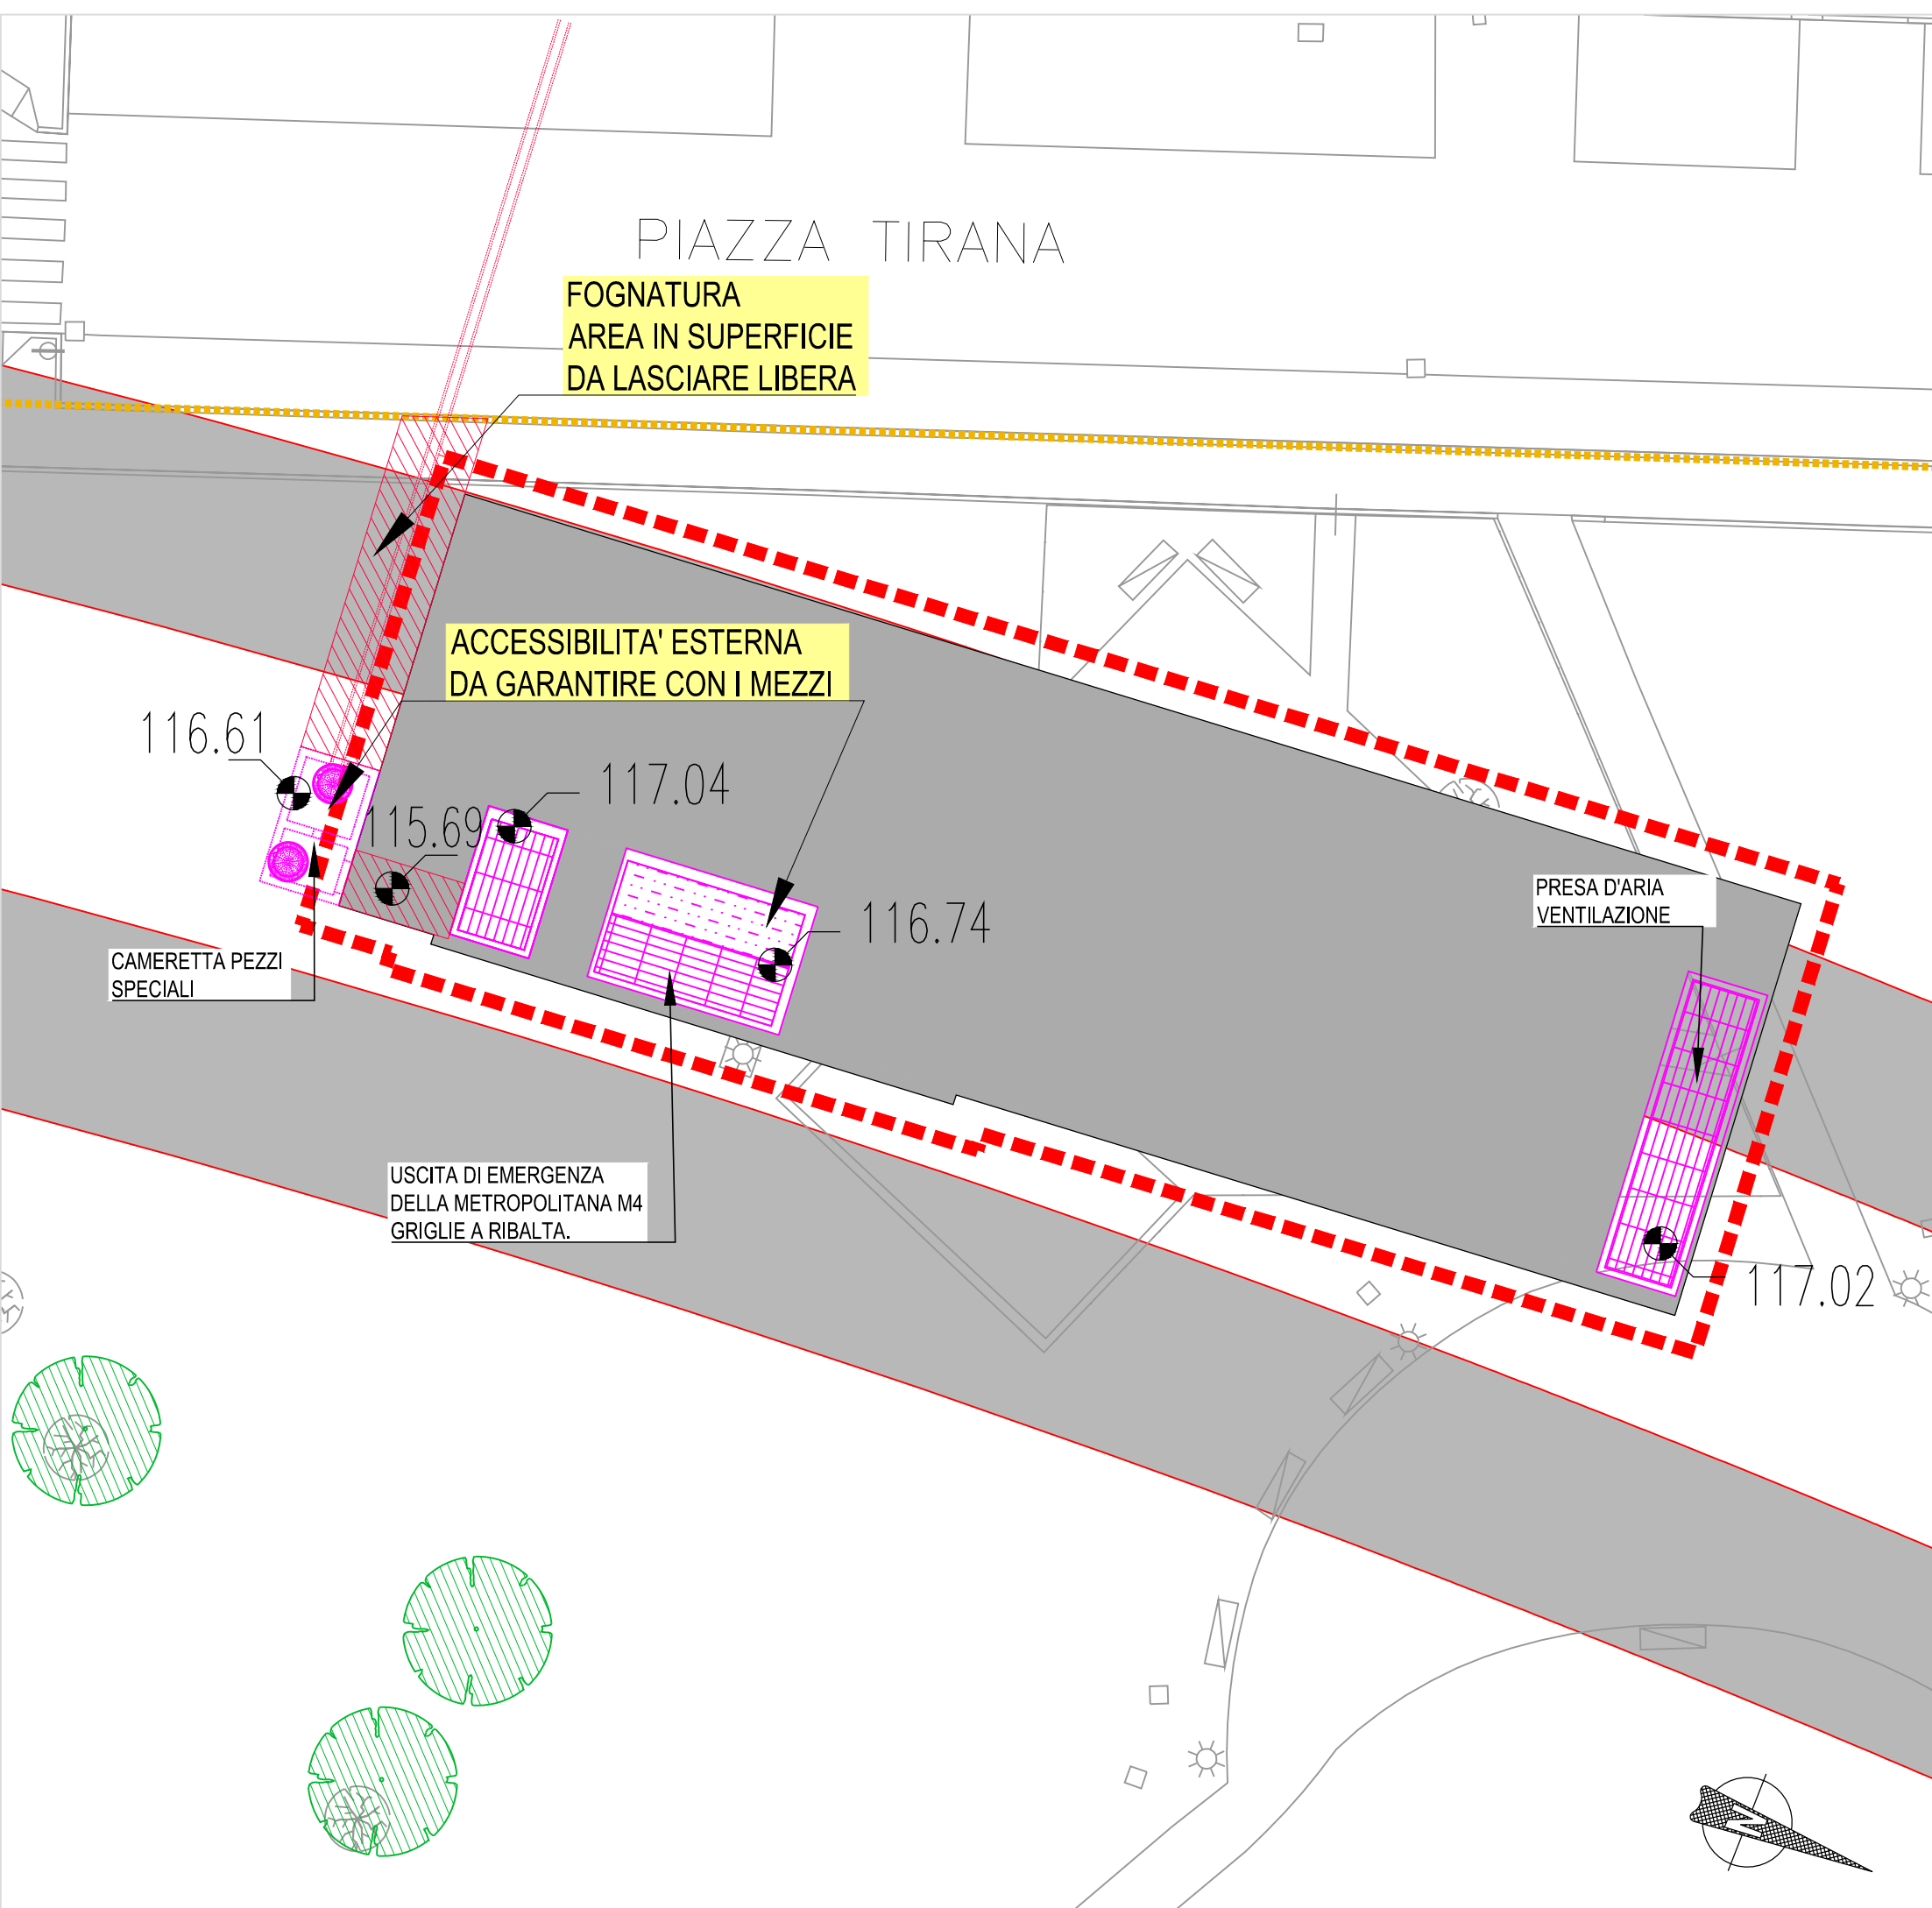 PIAZZA TIRANA
FOGNATURA
AREA IN SUPERFICIE
DA LASCIARE LIBERA
ACCESSIBILITA' ESTERNA
DA GARANTIRE CON I MEZZI
116.61
117.04
115.69
116.74
PRESA D'ARIA
VENTILAZIONE
CAMERETTA PEZZI
SPECIALI
USCITA DI EMERGENZA
DELLA METROPOLITANA M4
GRIGLIE A RIBALTA.
117.02
N